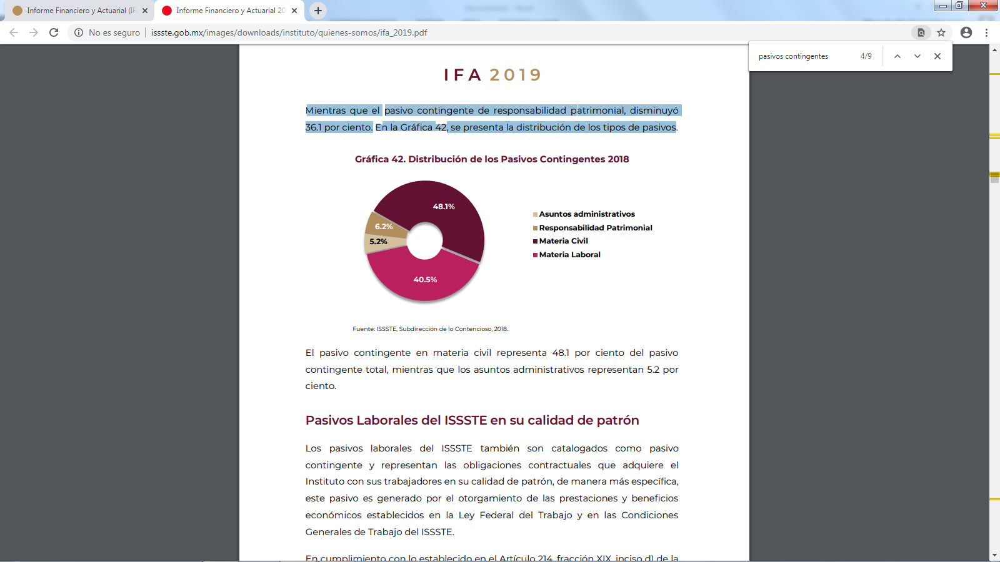 Informe Financiero y Actuarial (IF
Informe Financiero y Actuarial 20
No es seguro
issste.gob.mx/images/downloads/instituto/quienes-somos/ifa_2019.pdf
pasivos contingentes 4/9
IFA 2019
Mientras que el pasivo contingente de responsabilidad patrimonial, disminuyó
36.1 por ciento. En la Gráfica 42, se presenta la distribución de los tipos de pasivos.
Gráfica 42. Distribución de los Pasivos Contingentes 2018
48.1%
6.2%
5.2%
40.5%
Asuntos administrativos
Responsabilidad Patrimonial
Materia Civil
Materia Laboral
Fuente: ISSSTE, Subdirección de lo Contencioso, 2018.
El pasivo contingente en materia civil representa 48.1 por ciento del pasivo
contingente total, mientras que los asuntos administrativos representan 5.2 por
ciento.
Pasivos Laborales del ISSSTE en su calidad de patrón
Los pasivos laborales del ISSSTE también son catalogados como pasivo
contingente y representan las obligaciones contractuales que adquiere el
Instituto con sus trabajadores en su calidad de patrón, de manera más específica,
este pasivo es generado por el otorgamiento de las prestaciones y beneficios
económicos establecidos en la Ley Federal del Trabajo y en las Condiciones
Generales de Trabajo del ISSSTE.
En cumplimiento con lo establecido en el Artículo 214, fracción XIX, inciso d) de la